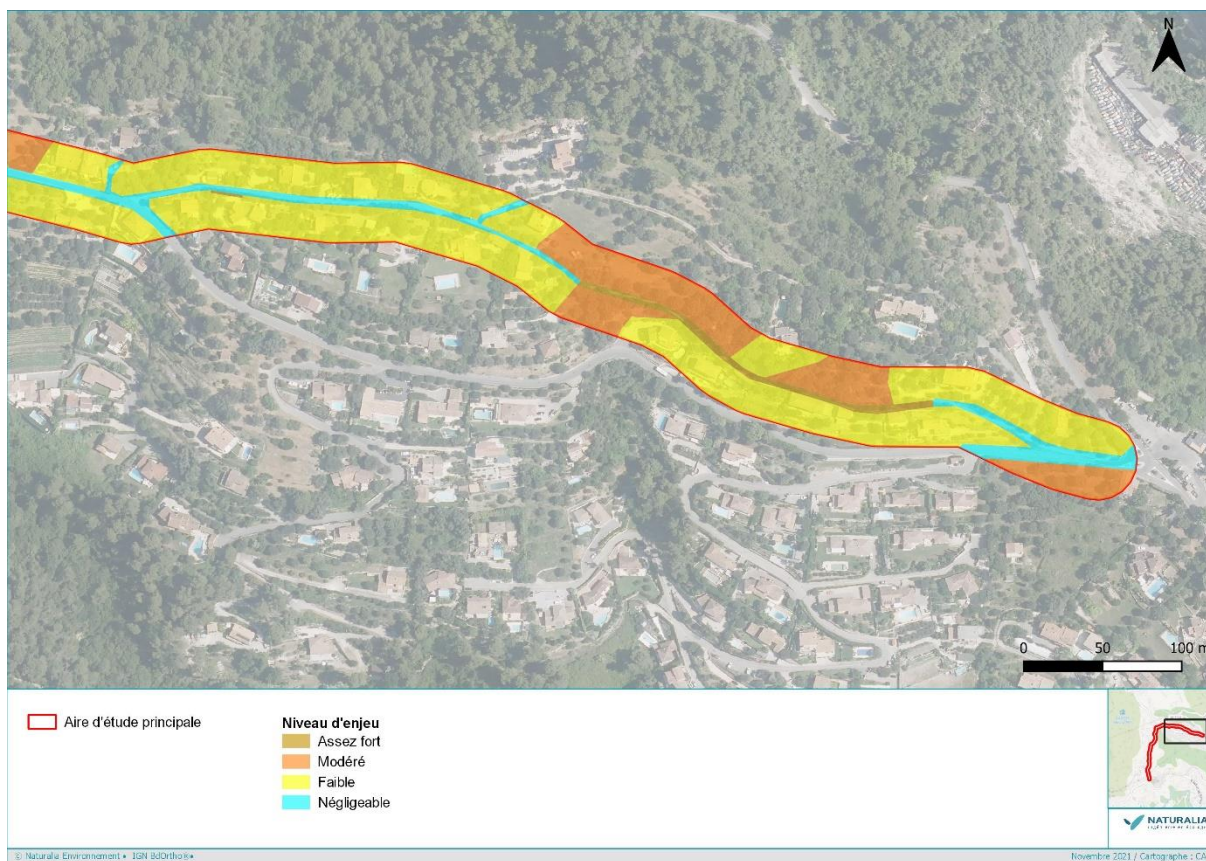 N
0 50 100 m
Aire d'étude principale
Niveau d'enjeu
Assez fort
Modéré
Faible
Négligeable
NATURALIA
© Naturalia Environnement • IGN BdOrtho®•
Novembre 2021 / Cartographe : CA